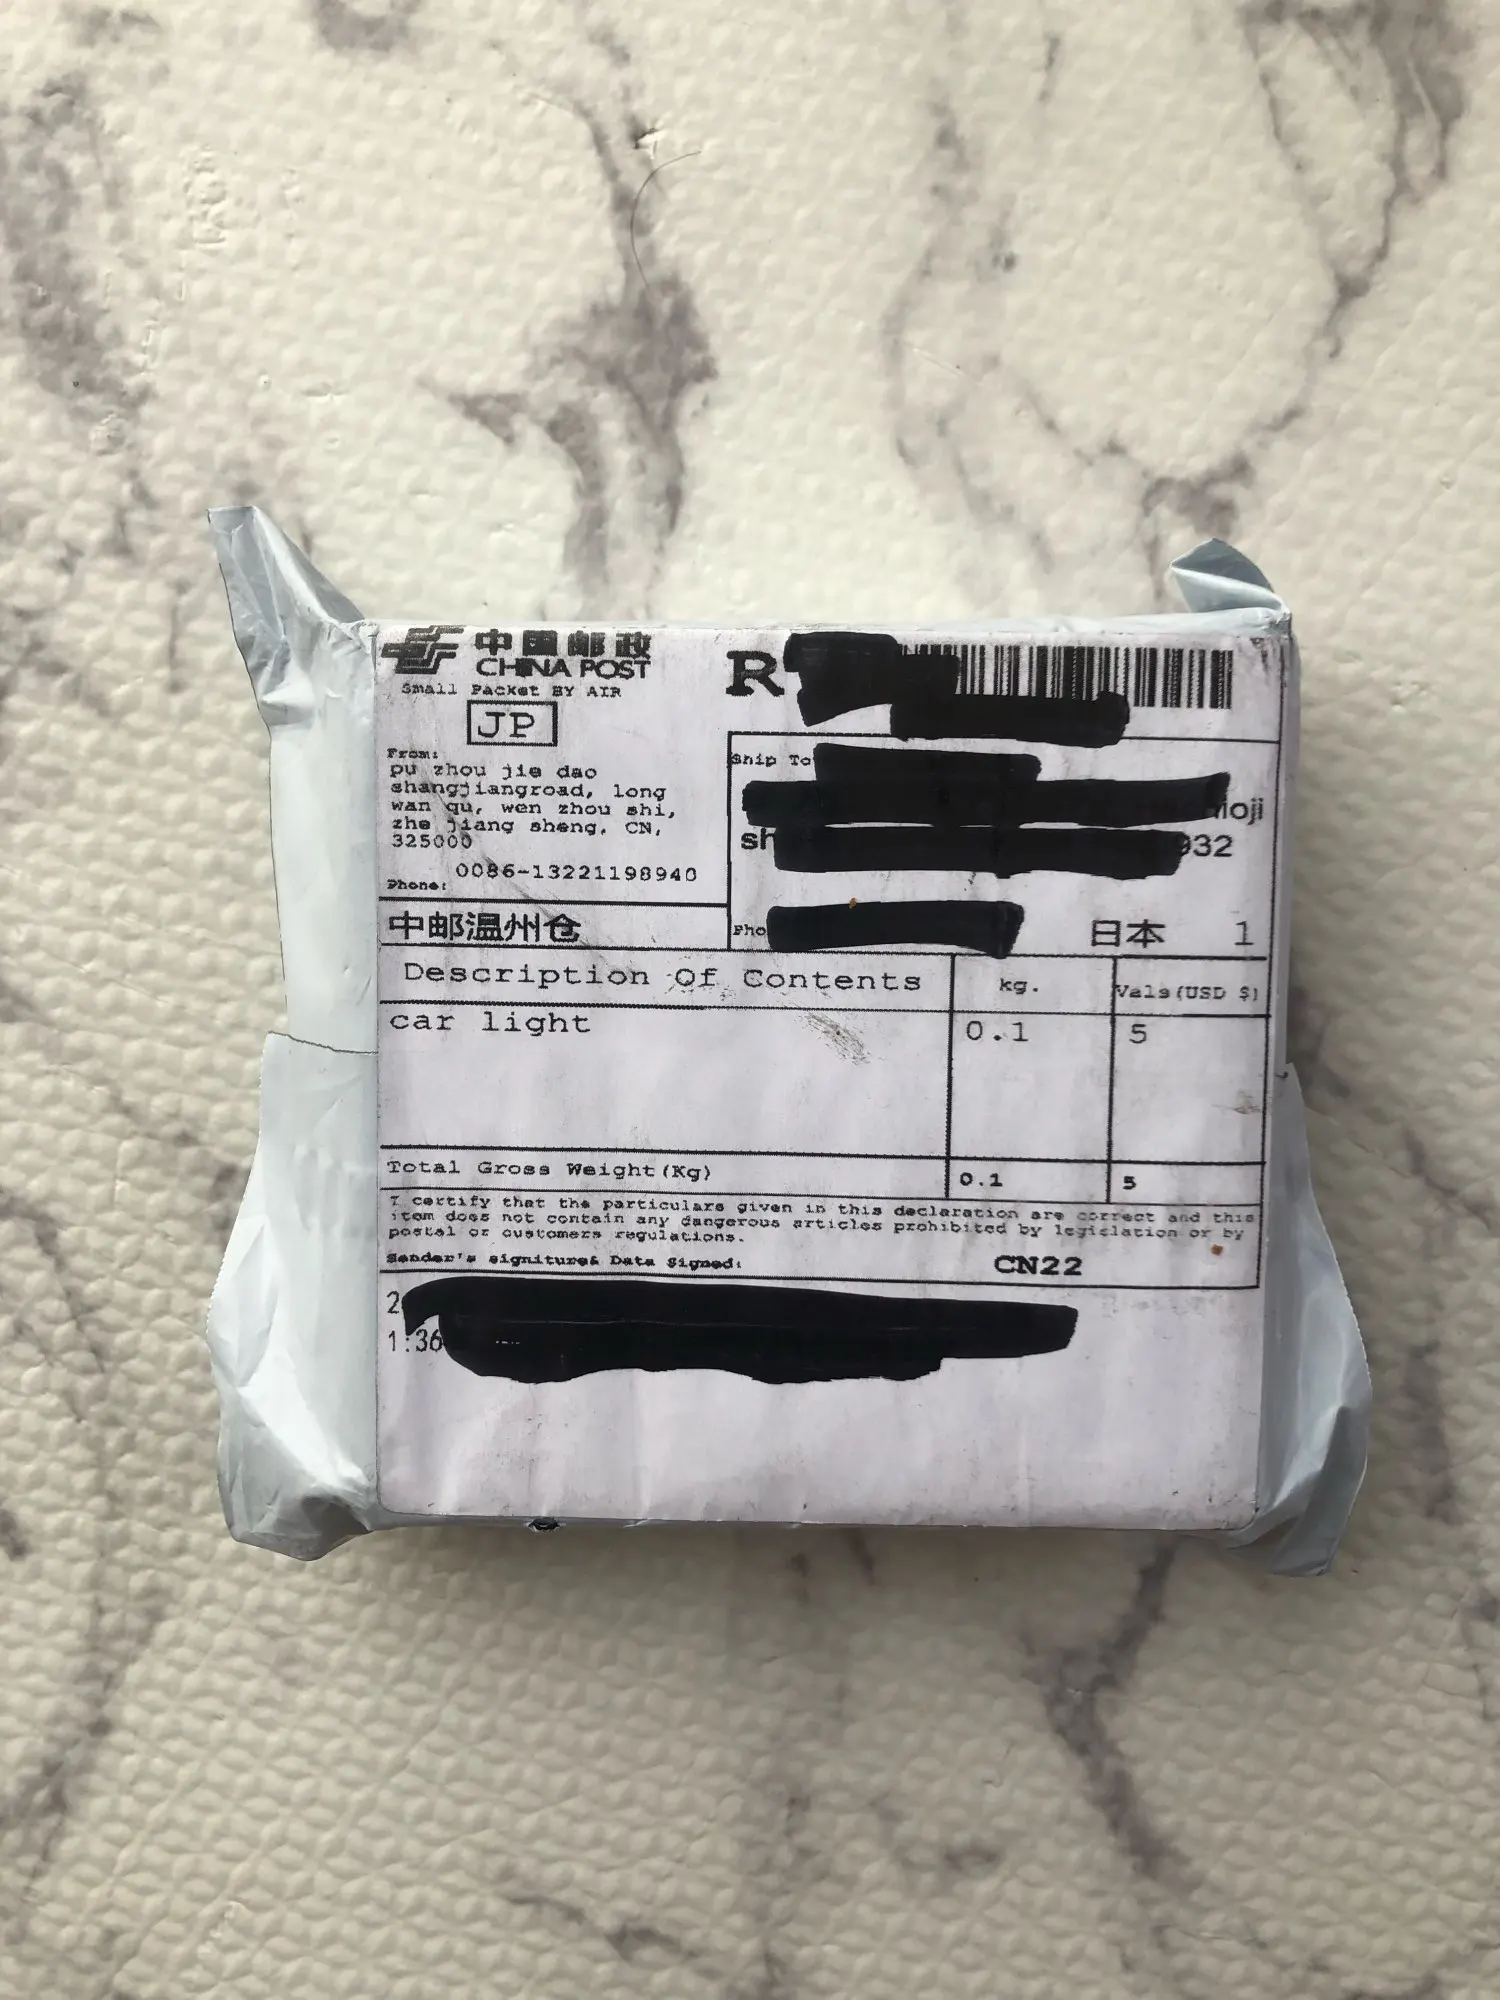 中国邮政
CHINA POST
Small Packet BY AIR
JP
R
From:
pu zhou jie dao
shangjiangroad, long
wan qu, wen zhou shi,
zhe jiang sheng, CN,
325000
Phone: 0086-13221198940
中邮温州仓
Ship To
932
日本 1
Description Of Contents kg. Vals(USD $)
car light 0.1 5
Total Gross Weight(Kg) 0.1 5
I certify that the particulars given in this declaration are correct and this
item does not contain any dangerous articles prohibited by legislation or by
postal or customers regulations.
Sender's signiture& Data Signed: CN22
1:36